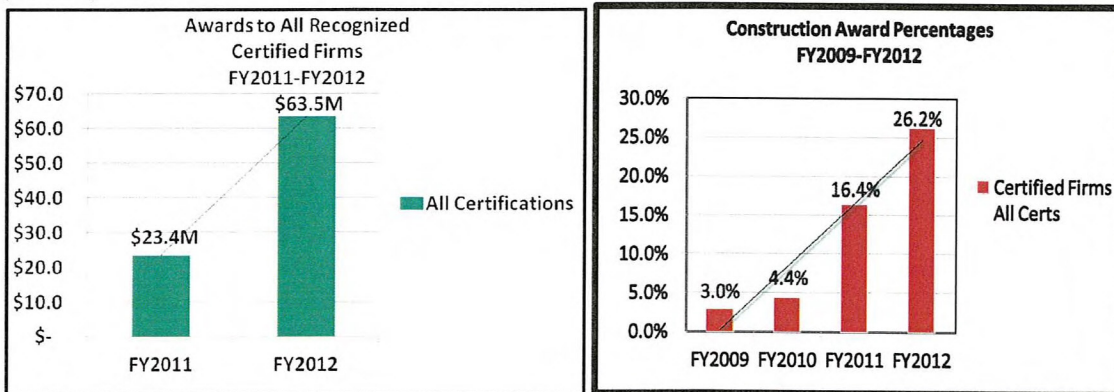 Awards to All Recognized
Certified Firms
FY2011-FY2012
$70.0
$60.0
$50.0
$40.0
$30.0
$20.0
$10.0
$-
$63.5M
$23.4M
FY2011
FY2012
All Certifications
Construction Award Percentages
FY2009-FY2012
30.0%
25.0%
20.0%
15.0%
10.0%
5.0%
0.0%
3.0%
4.4%
16.4%
26.2%
FY2009 FY2010 FY2011 FY2012
Certified Firms
All Certs